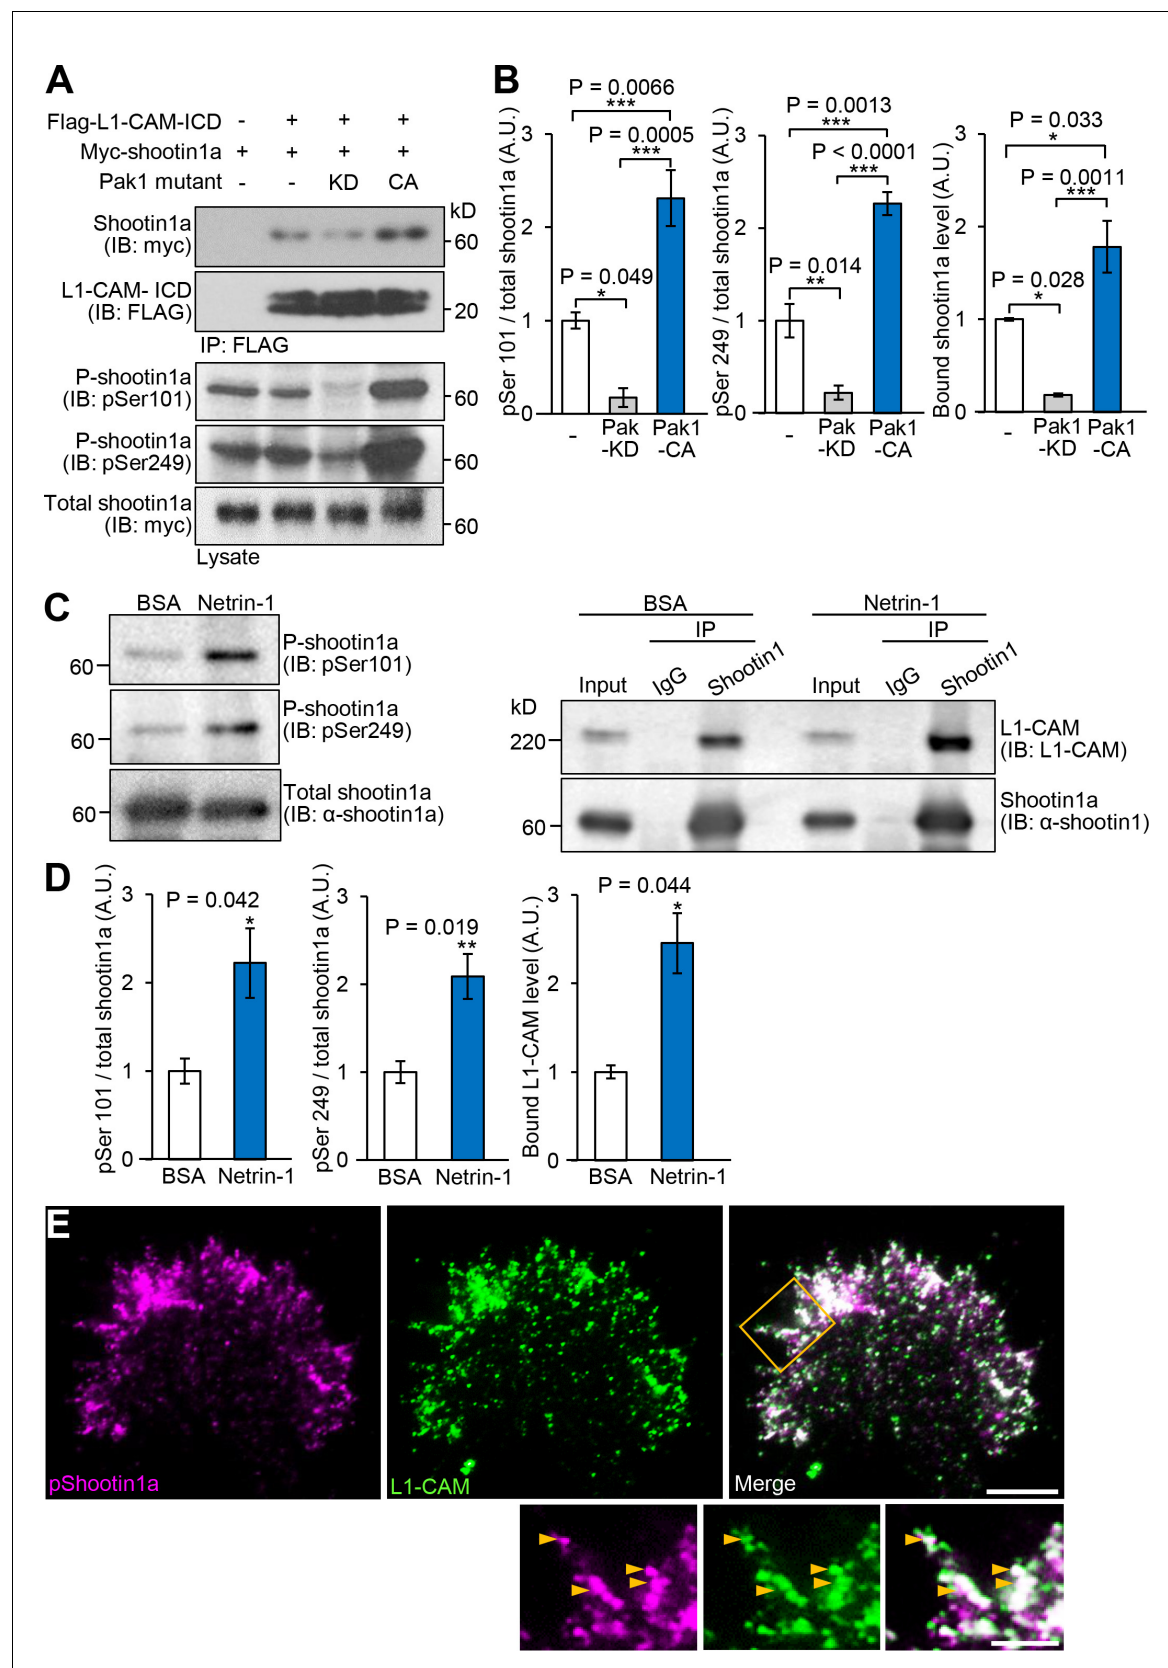 A
Flag-L1-CAM-ICD - + + +
Myc-shootin1a + + + +
Pak1 mutant - - KD CA
kD
Shootin1a
(IB: myc)
60
L1-CAM- ICD
(IB: FLAG)
20
IP: FLAG
P-shootin1a
(IB: pSer101)
60
P-shootin1a
(IB: pSer249)
60
Total shootin1a
(IB: myc)
60
Lysate
B
pSer 101 / total shootin1a (A.U.)
P = 0.0066
***
P = 0.0005
***
P = 0.049
*
3
2
1
0
- Pak Pak1
-KD -CA
pSer 249 / total shootin1a (A.U.)
P = 0.0013
***
P < 0.0001
***
P = 0.014
**
3
2
1
0
- Pak Pak1
-KD -CA
Bound shootin1a level (A.U.)
P = 0.033
*
P = 0.0011
***
P = 0.028
*
3
2
1
0
- Pak1 Pak1
-KD -CA
C
BSA Netrin-1
60
P-shootin1a
(IB: pSer101)
60
P-shootin1a
(IB: pSer249)
60
Total shootin1a
(IB: α-shootin1a)
BSA Netrin-1
IP IP
Input IgG Shootin1 Input IgG Shootin1
kD
220
L1-CAM
(IB: L1-CAM)
60
Shootin1a
(IB: α-shootin1)
D
pSer 101 / total shootin1a (A.U.)
P = 0.042
*
3
2
1
0
BSA Netrin-1
pSer 249 / total shootin1a (A.U.)
P = 0.019
**
3
2
1
0
BSA Netrin-1
Bound L1-CAM level (A.U.)
P = 0.044
*
3
2
1
0
BSA Netrin-1
E
pShootin1a
L1-CAM
Merge